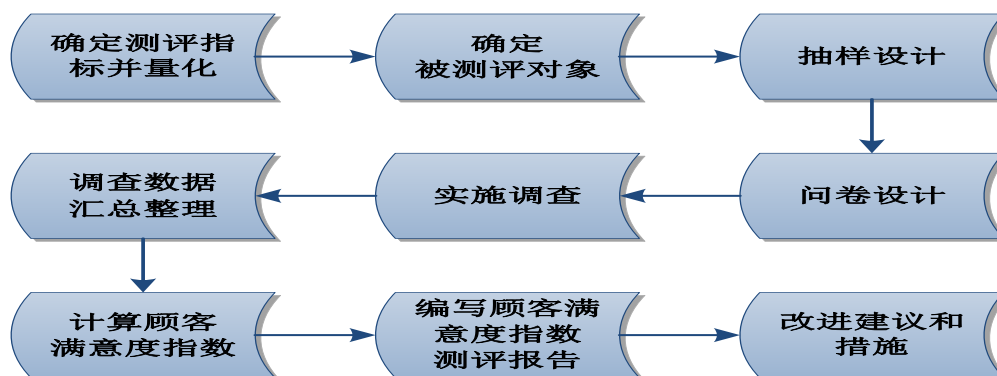 确定测评指
标并量化
确定
被测评对象
抽样设计
问卷设计
实施调查
调查数据
汇总整理
计算顾客
满意度指数
编写顾客满
意度指数
测评报告
改进建议和
措施